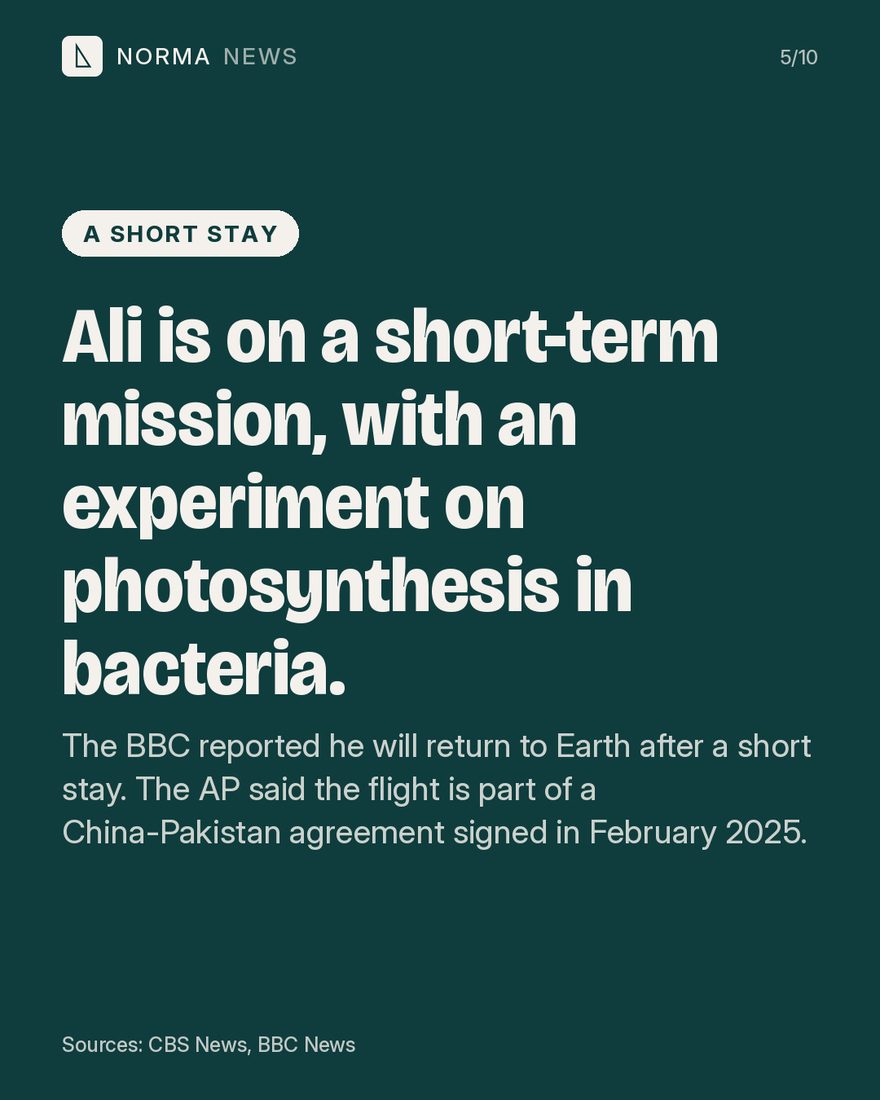 NORMA NEWS
5/10
A SHORT STAY
Ali is on a short-term
mission, with an
experiment on
photosynthesis in
bacteria.
The BBC reported he will return to Earth after a short
stay. The AP said the flight is part of a
China-Pakistan agreement signed in February 2025.
Sources: CBS News, BBC News